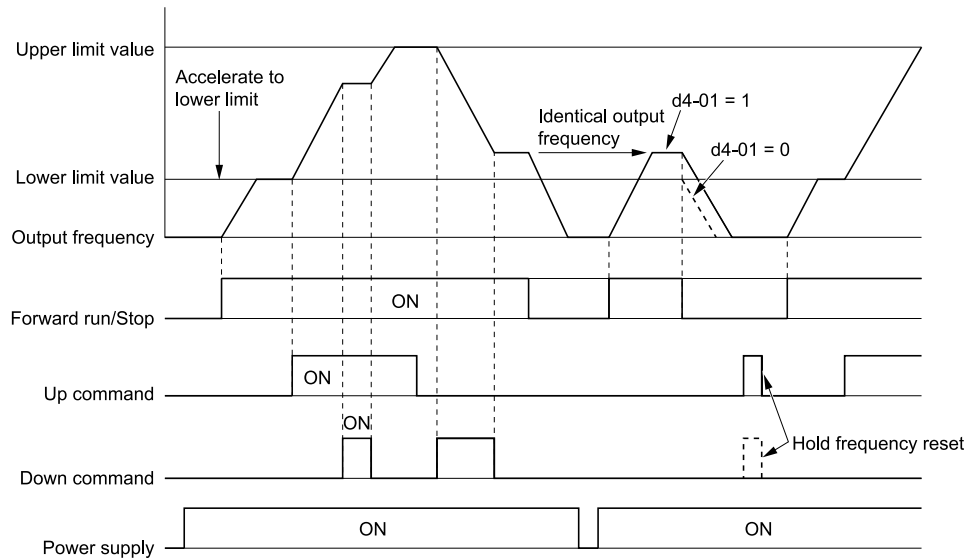 Upper limit value
Accelerate to
lower limit
d4-01 = 1
Identical output
frequency
d4-01 = 0
Lower limit value
Output frequency
ON
Forward run/Stop
ON
Up command
ON
Hold frequency reset
Down command
ON
ON
Power supply